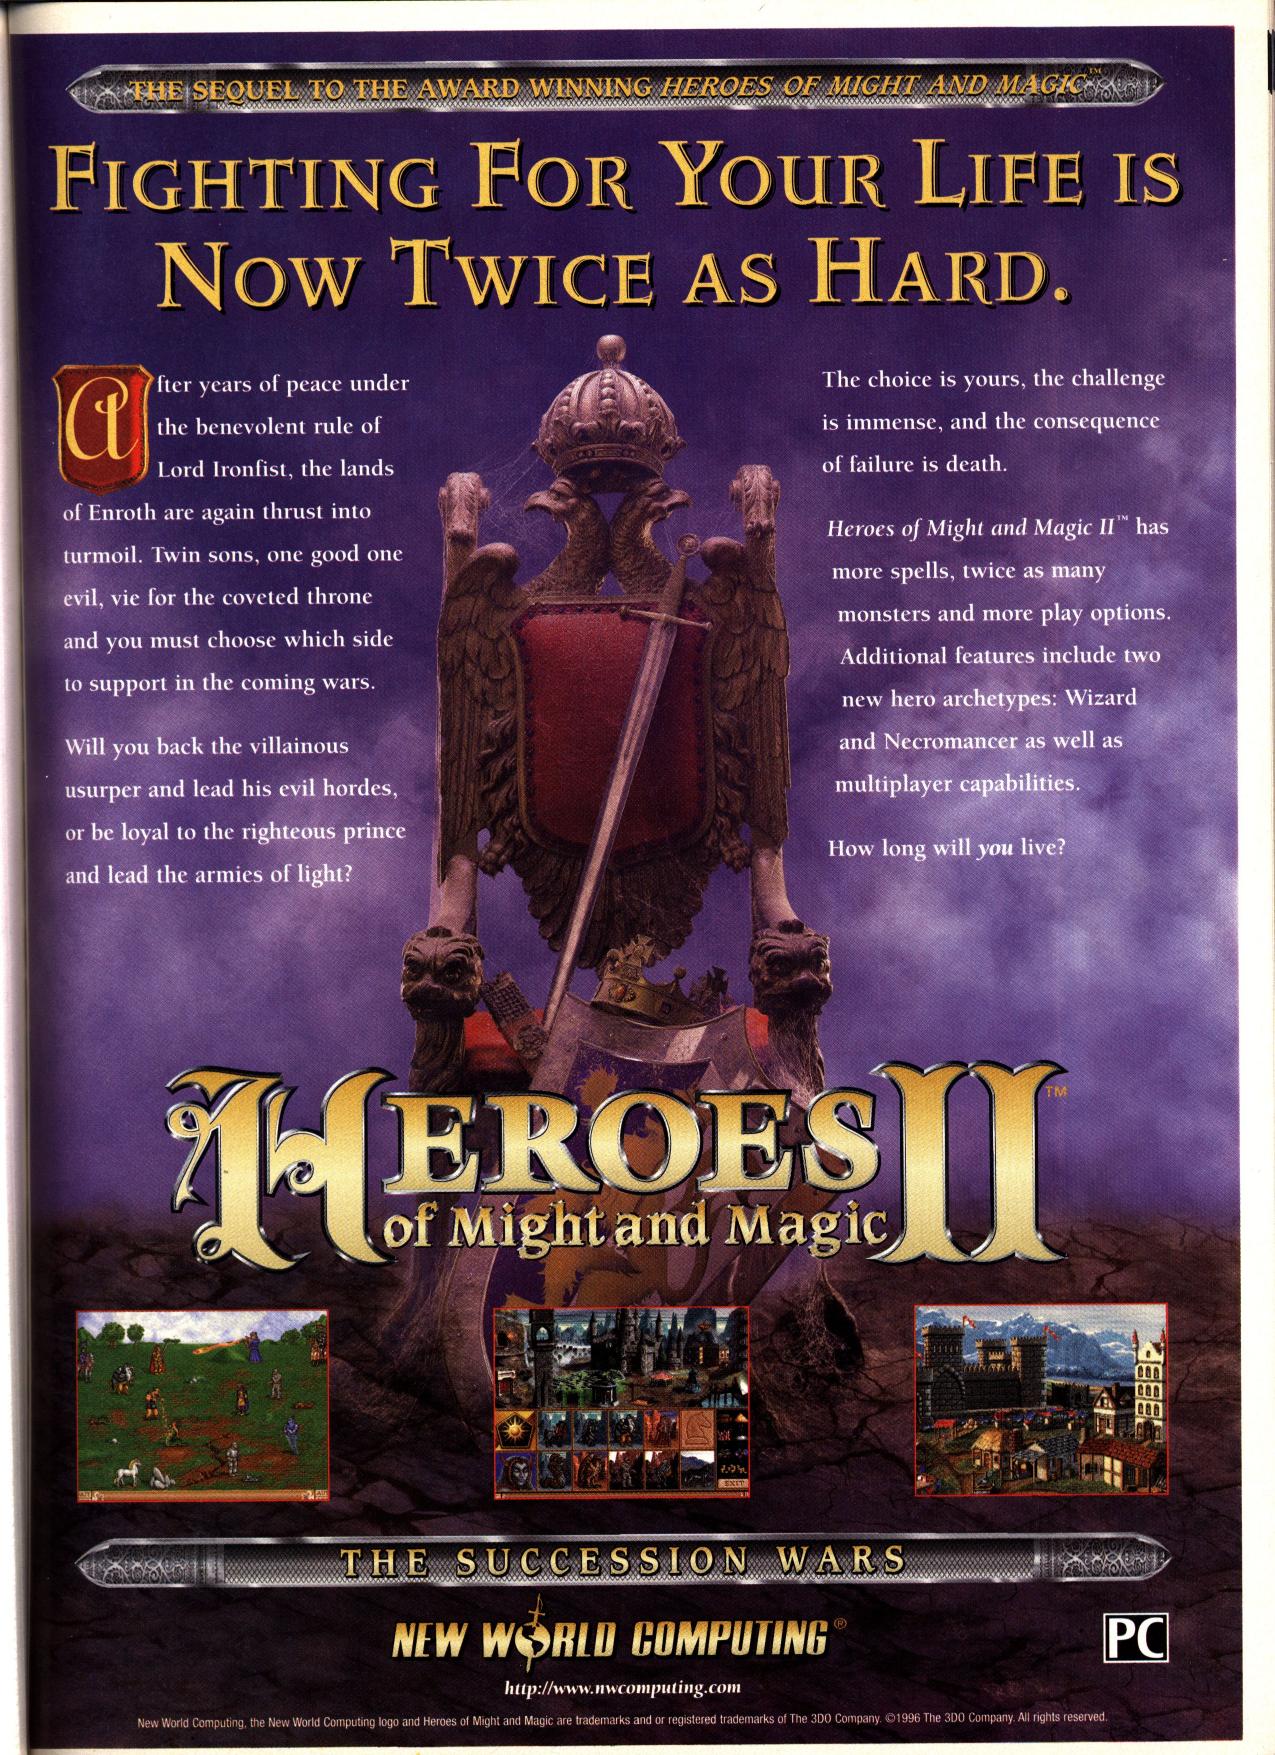 THE SEQUEL TO THE AWARD WINNING HEROES OF MIGHT AND MAGIC™
FIGHTING FOR YOUR LIFE IS
NOW TWICE AS HARD.
After years of peace under
the benevolent rule of
Lord Ironfist, the lands
of Enroth are again thrust into
turmoil. Twin sons, one good one
evil, vie for the coveted throne
and you must choose which side
to support in the coming wars.
Will you back the villainous
usurper and lead his evil hordes,
or be loyal to the righteous prince
and lead the armies of light?
The choice is yours, the challenge
is immense, and the consequence
of failure is death.
Heroes of Might and Magic II™ has
more spells, twice as many
monsters and more play options.
Additional features include two
new hero archetypes: Wizard
and Necromancer as well as
multiplayer capabilities.
How long will you live?
HEROES II™
of Might and Magic
EXIT
THE SUCCESSION WARS
NEW WORLD COMPUTING®
PC
http://www.nwcomputing.com
New World Computing, the New World Computing logo and Heroes of Might and Magic are trademarks and or registered trademarks of The 3DO Company. ©1996 The 3DO Company. All rights reserved.